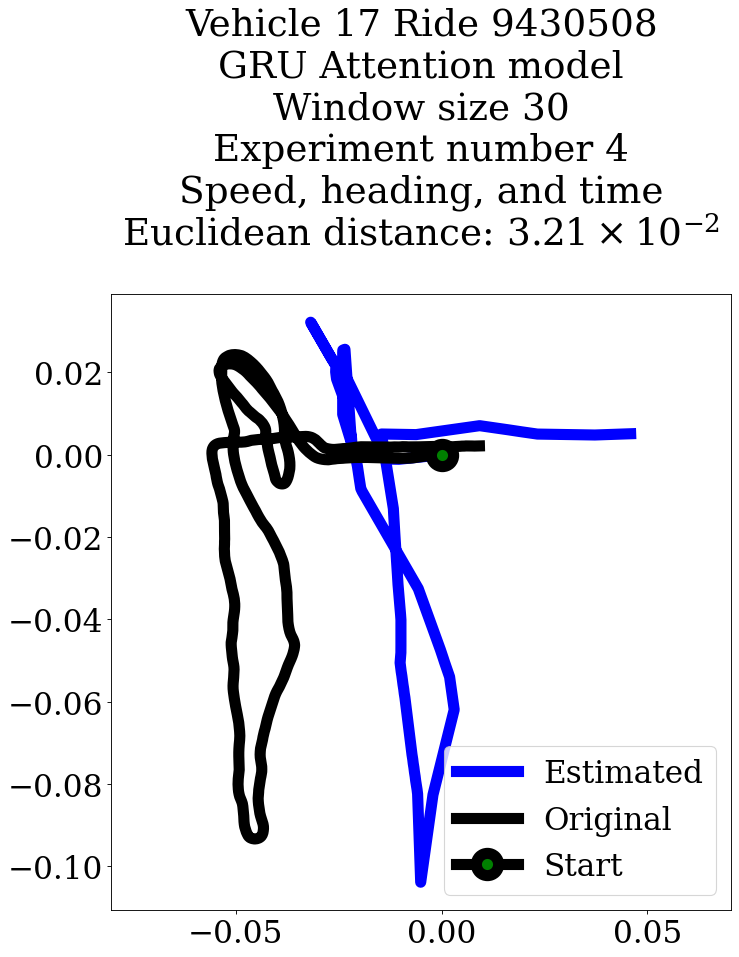 Vehicle 17 Ride 9430508
GRU Attention model
Window size 30
Experiment number 4
Speed, heading, and time
Euclidean distance: 3.21 × 10⁻²
0.02
0.00
−0.02
−0.04
−0.06
−0.08
−0.10
Estimated
Original
Start
−0.05 0.00 0.05